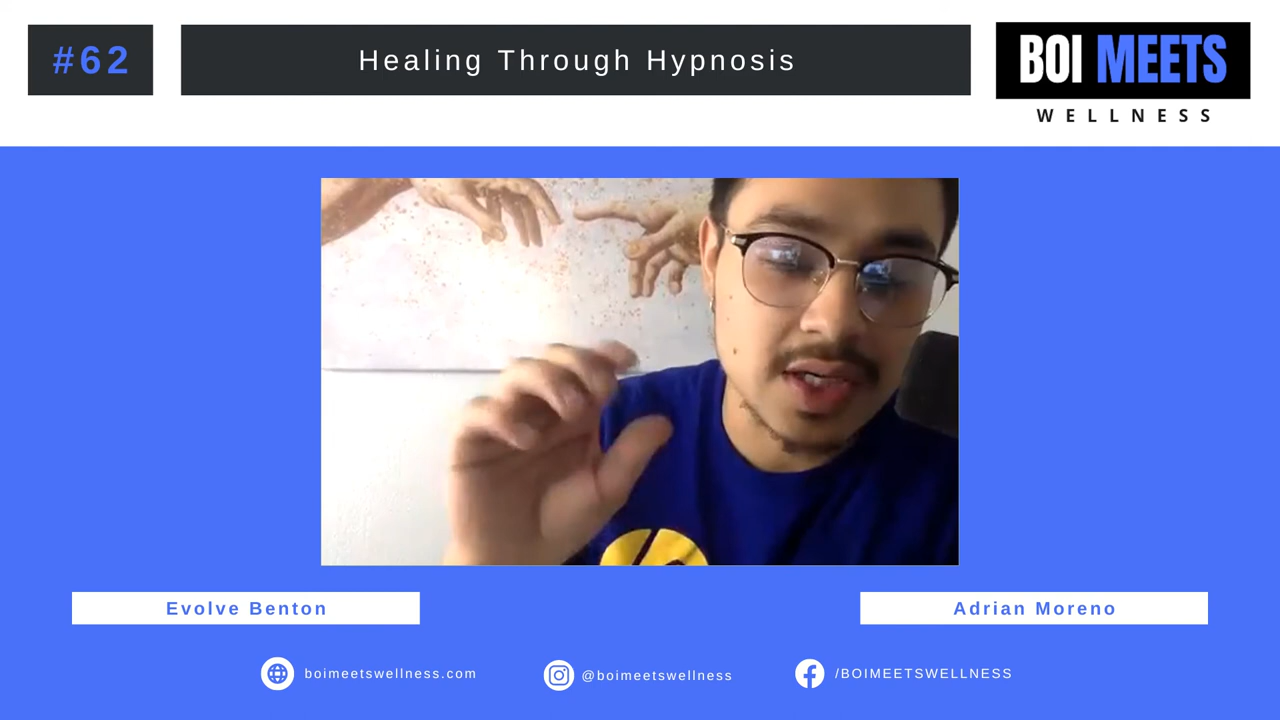 #62
Healing Through Hypnosis
BOI MEETS
WELLNESS
Evolve Benton
Adrian Moreno
boimeetswellness.com
@boimeetswellness
/BOIMEETSWELLNESS